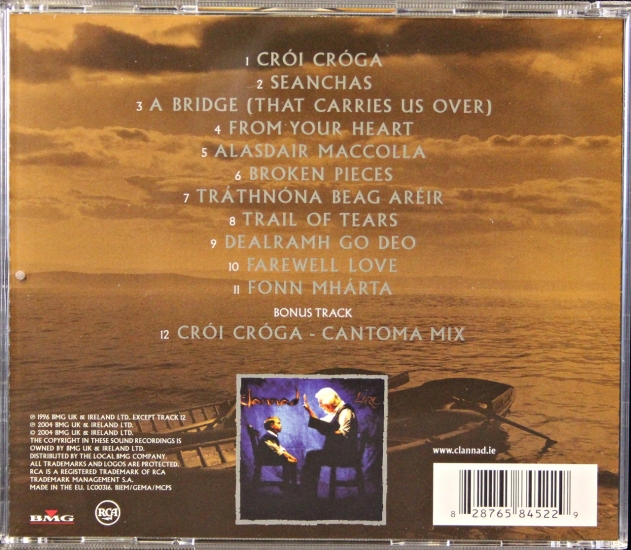 1 CRÓI CRÓGA
2 SEANCHAS
3 A BRIDGE (THAT CARRIES US OVER)
4 FROM YOUR HEART
5 ALASDAIR MACCOLLA
6 BROKEN PIECES
7 TRÁTHNÓNA BEAG ARÉIR
8 TRAIL OF TEARS
9 DEALRAMH GO DEO
10 FAREWELL LOVE
11 FONN MHÁRTA
BONUS TRACK
12 CRÓI CRÓGA - CANTOMA MIX
clannad
Lore
℗ 1996 BMG UK & IRELAND LTD. EXCEPT TRACK 12
℗ 2004 BMG UK & IRELAND LTD.
© 2004 BMG UK & IRELAND LTD.
THE COPYRIGHT IN THESE SOUND RECORDINGS IS
OWNED BY BMG UK & IRELAND LTD.
DISTRIBUTED BY THE LOCAL BMG COMPANY.
ALL TRADEMARKS AND LOGOS ARE PROTECTED.
RCA IS A REGISTERED TRADEMARK OF RCA
TRADEMARK MANAGEMENT S.A.
MADE IN THE EU. LC00316. BIEM/GEMA/MCPS
BMG
RCA
www.clannad.ie
8 28765 84522 9